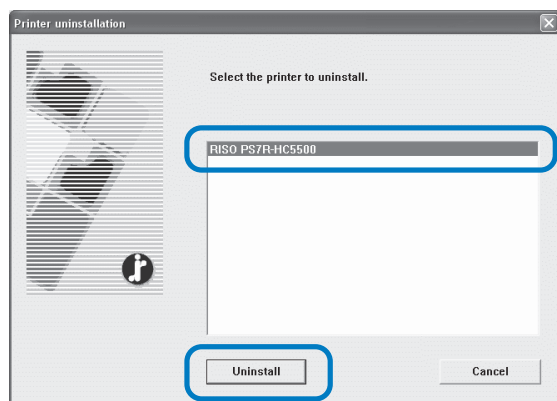 Printer uninstallation
Select the printer to uninstall.
RISO PS7R-HC5500
Uninstall
Cancel